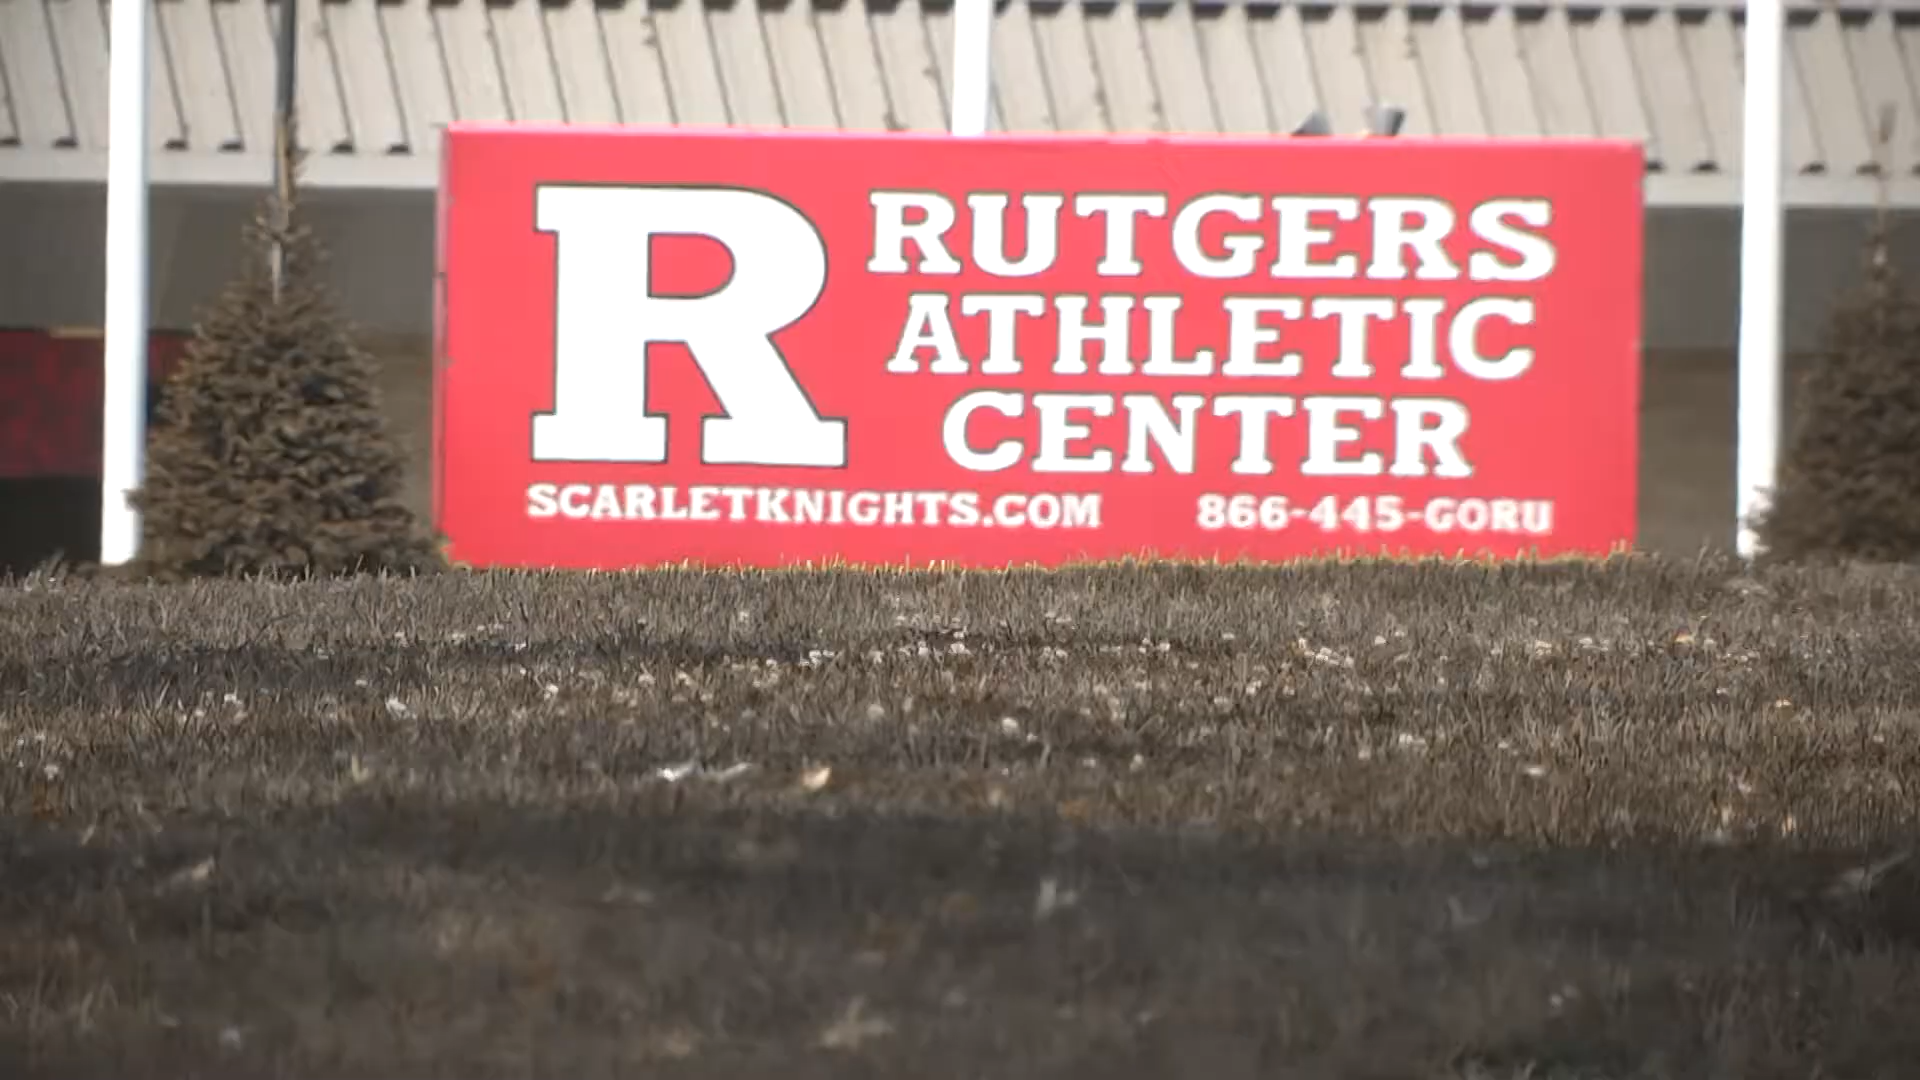 R
RUTGERS
ATHLETIC
CENTER
SCARLETKNIGHTS.COM 866-445-GORU